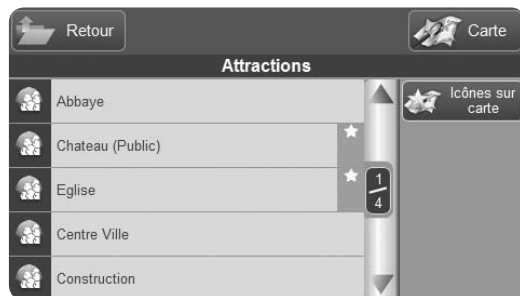 Retour
Carte
Attractions
Abbaye
Icônes sur
carte
Chateau (Public)
Eglise
1
4
Centre Ville
Construction